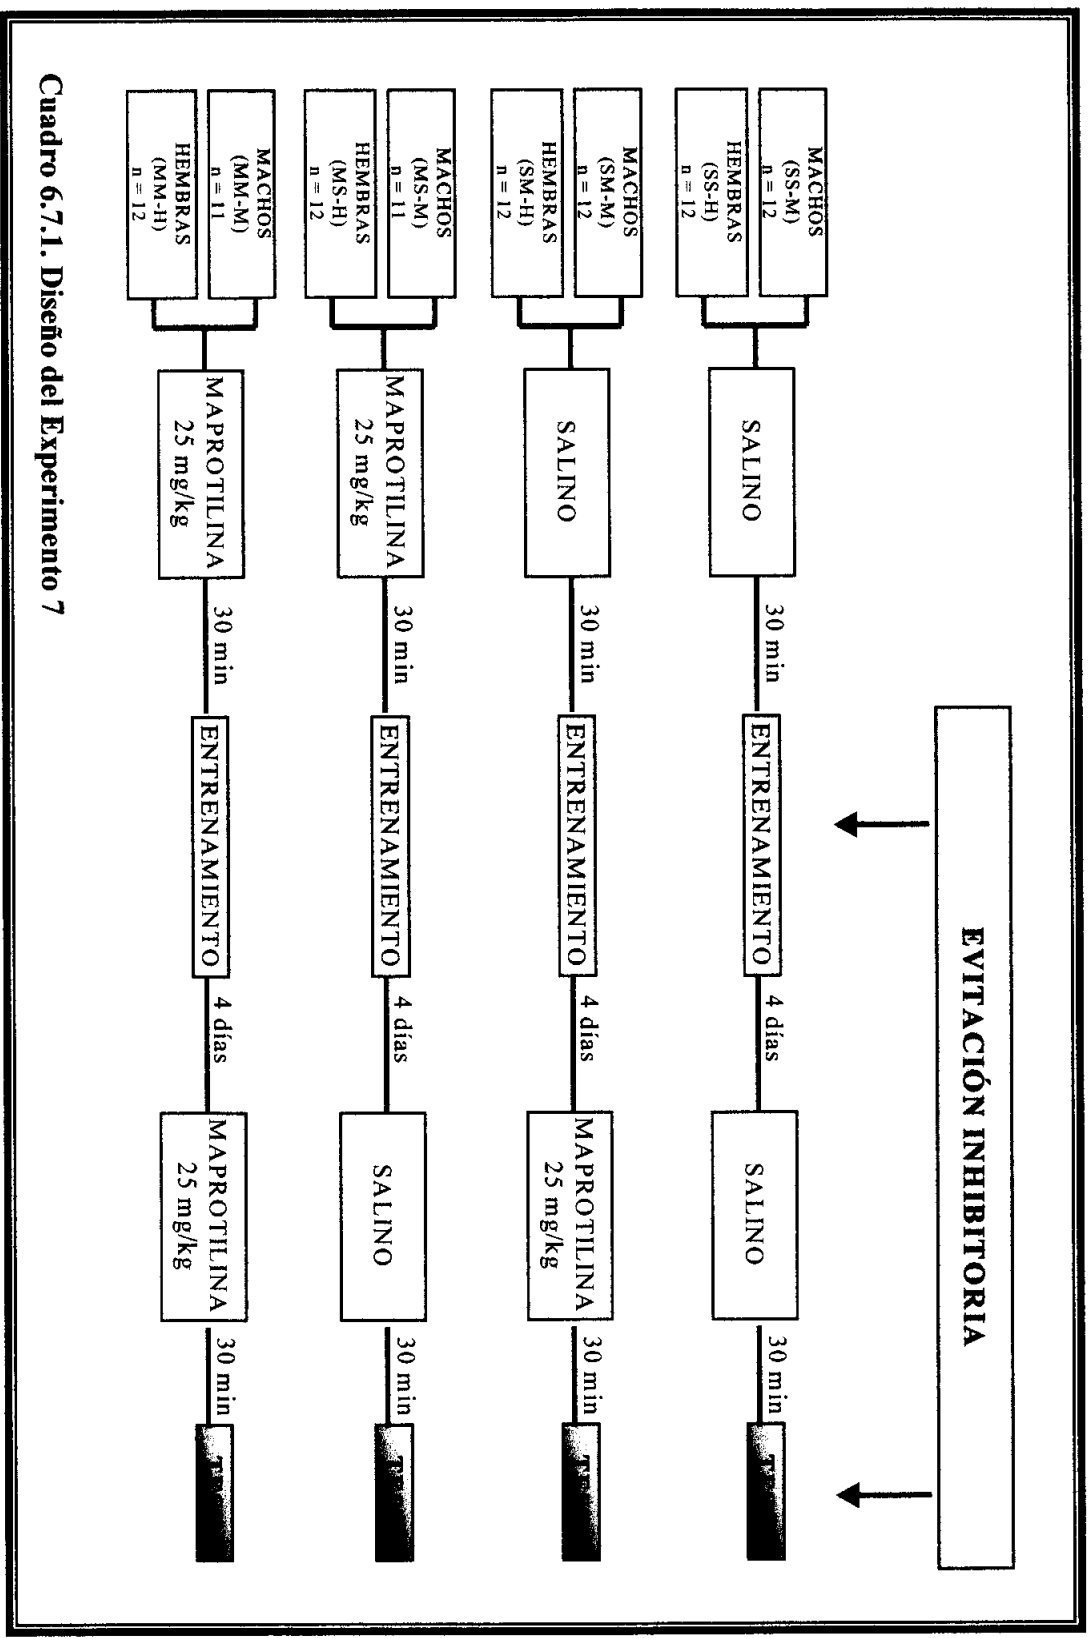 EVITACIÓN INHIBITORIA
MACHOS
(SS-M)
n = 12
HEMBRAS
(SS-H)
n = 12
SALINO
30 min
ENTRENAMIENTO
4 días
SALINO
30 min
MACHOS
(SM-M)
n = 12
HEMBRAS
(SM-H)
n = 12
SALINO
30 min
ENTRENAMIENTO
4 días
MAPROTILINA
25 mg/kg
30 min
MACHOS
(MS-M)
n = 11
HEMBRAS
(MS-H)
n = 12
MAPROTILINA
25 mg/kg
30 min
ENTRENAMIENTO
4 días
SALINO
30 min
MACHOS
(MM-M)
n = 11
HEMBRAS
(MM-H)
n = 12
MAPROTILINA
25 mg/kg
30 min
ENTRENAMIENTO
4 días
MAPROTILINA
25 mg/kg
30 min
Cuadro 6.7.1. Diseño del Experimento 7